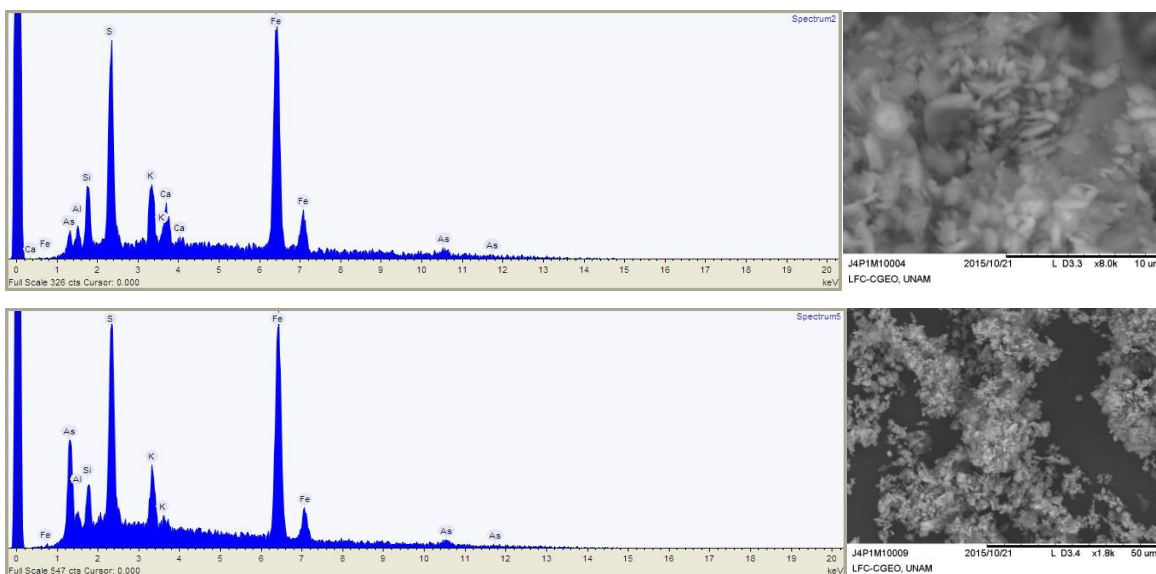 Spectrum2
Fe
S
Si
K
Ca
Al
As
K
Ca
Fe
As
As
Ca
Fe
0 1 2 3 4 5 6 7 8 9 10 11 12 13 14 15 16 17 18 19 20
Full Scale 326 cts Cursor: 0.000
keV
J4P1M10004 2015/10/21 L D3.3 x8.0k 10 um
LFC-CGEO, UNAM
Spectrum5
S
Fe
As
K
Al
Si
K
Fe
As
As
Fe
0 1 2 3 4 5 6 7 8 9 10 11 12 13 14 15 16 17 18 19 20
Full Scale 547 cts Cursor: 0.000
keV
J4P1M10009 2015/10/21 L D3.4 x1.8k 50 um
LFC-CGEO, UNAM